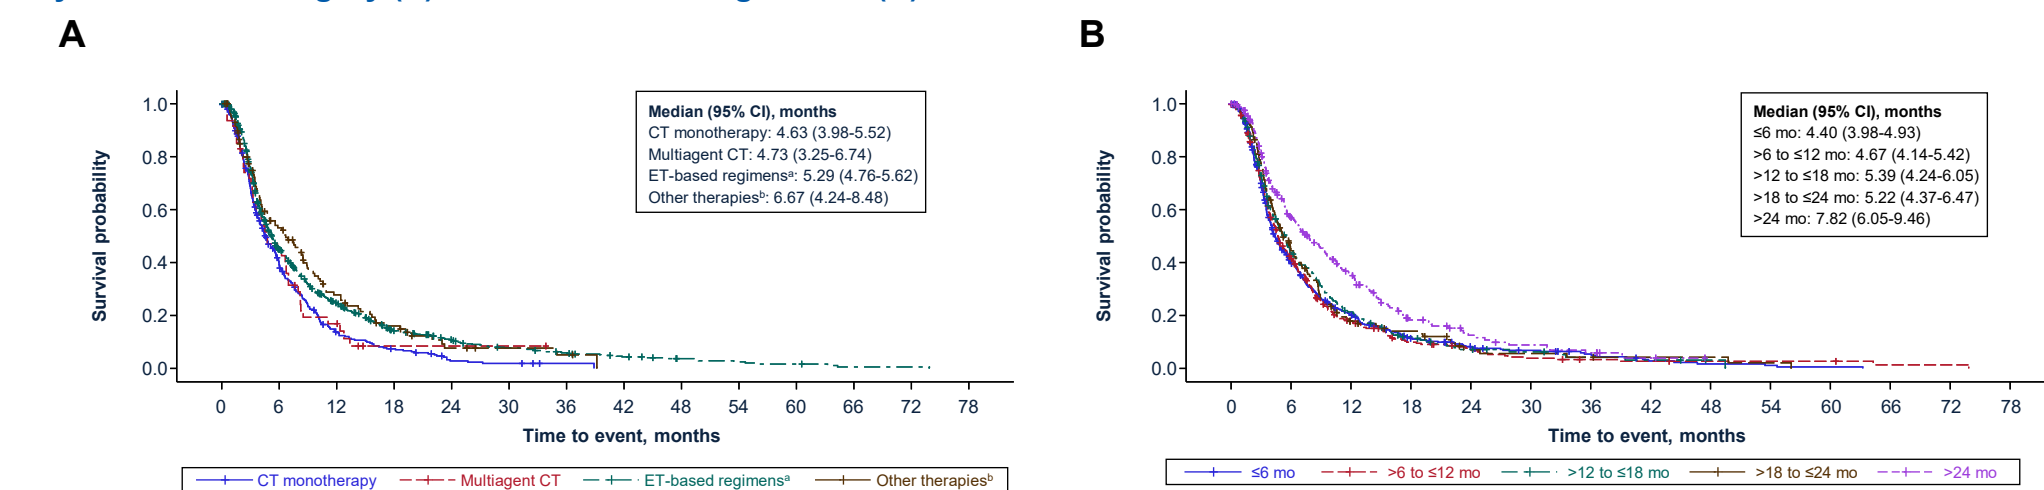 A
B
1.0
0.8
0.6
0.4
0.2
0.0
Survival probability
Median (95% CI), months
CT monotherapy: 4.63 (3.98-5.52)
Multiagent CT: 4.73 (3.25-6.74)
ET-based regimensᵃ: 5.29 (4.76-5.62)
Other therapiesᵇ: 6.67 (4.24-8.48)
0 6 12 18 24 30 36 42 48 54 60 66 72 78
Time to event, months
CT monotherapy Multiagent CT ET-based regimensᵃ Other therapiesᵇ
1.0
0.8
0.6
0.4
0.2
0.0
Survival probability
Median (95% CI), months
≤6 mo: 4.40 (3.98-4.93)
>6 to ≤12 mo: 4.67 (4.14-5.42)
>12 to ≤18 mo: 5.39 (4.24-6.05)
>18 to ≤24 mo: 5.22 (4.37-6.47)
>24 mo: 7.82 (6.05-9.46)
0 6 12 18 24 30 36 42 48 54 60 66 72 78
Time to event, months
≤6 mo >6 to ≤12 mo >12 to ≤18 mo >18 to ≤24 mo >24 mo